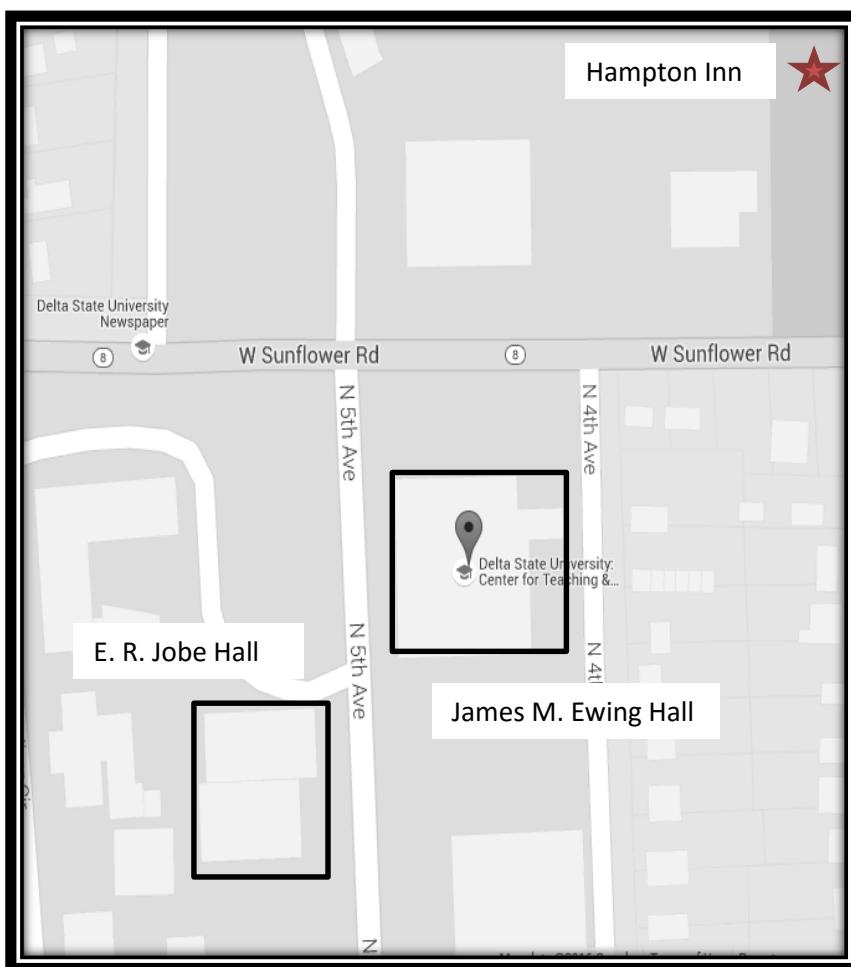 Hampton Inn
Delta State University
Newspaper
8
W Sunflower Rd
8
W Sunflower Rd
N 5th Ave
N 4th Ave
Delta State University:
Center for Teaching &...
E. R. Jobe Hall
N 5th Ave
N 4t
James M. Ewing Hall
N